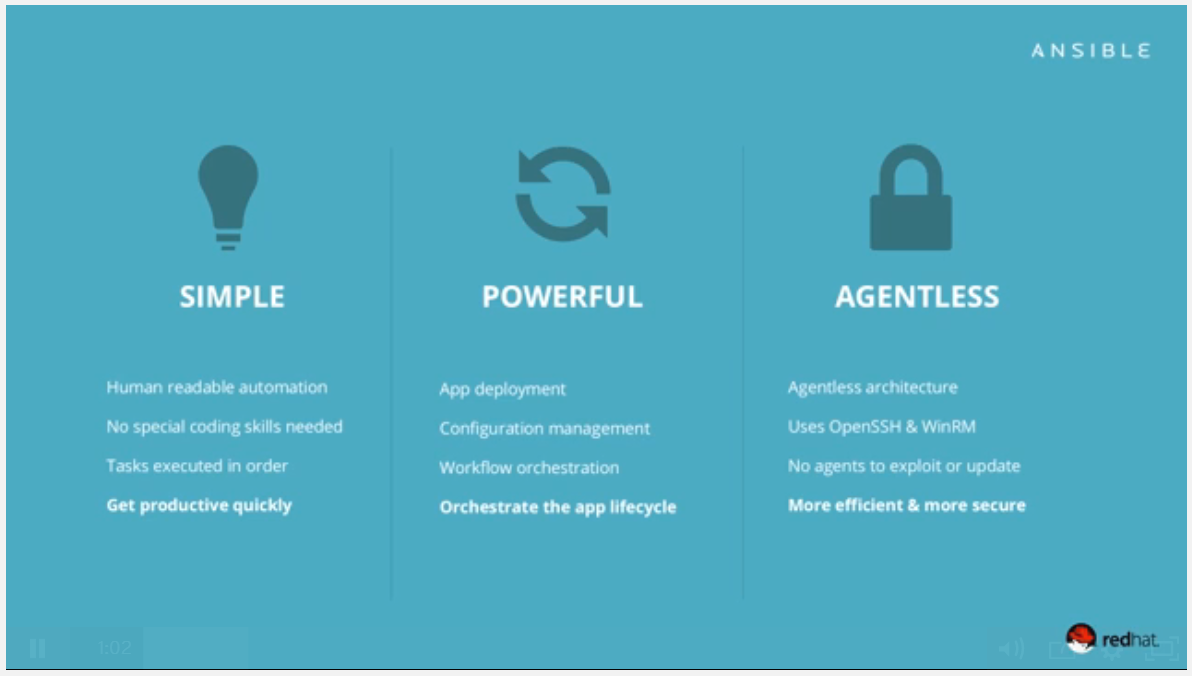 ANSIBLE
SIMPLE
Human readable automation
No special coding skills needed
Tasks executed in order
Get productive quickly
POWERFUL
App deployment
Configuration management
Workflow orchestration
Orchestrate the app lifecycle
AGENTLESS
Agentless architecture
Uses OpenSSH & WinRM
No agents to exploit or update
More efficient & more secure
1:02
redhat.